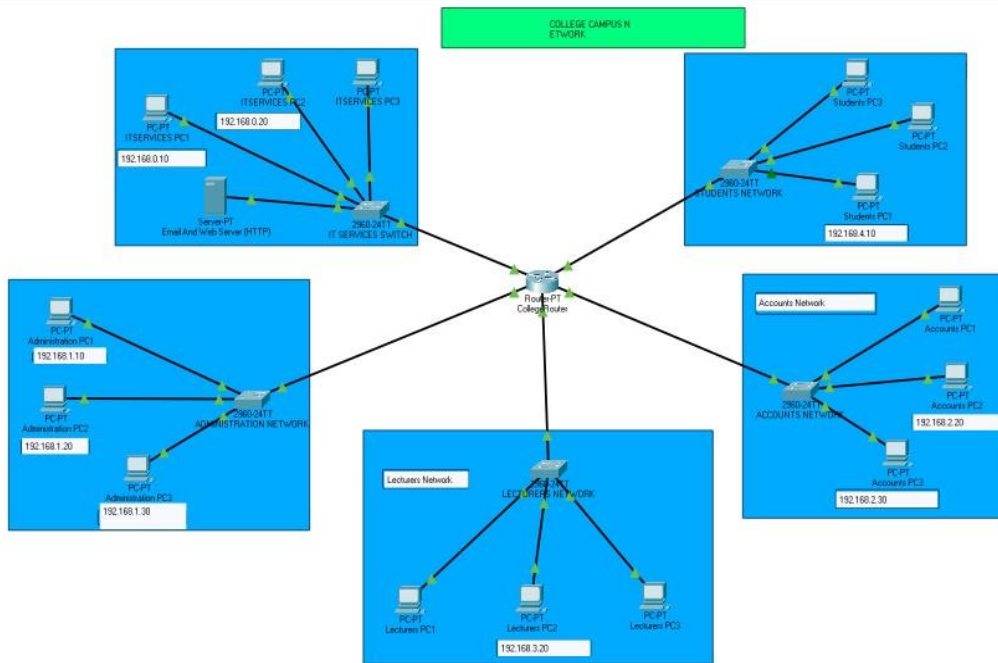 COLLEGE CAMPUS N
ETWORK
PC-PT
ITSERVICES PC3
PC-PT
ITSERVICES PC2
192.168.0.20
PC-PT
ITSERVICES PC1
192.168.0.10
Server-PT
Email And Web Server (HTTP)
2960-24TT
IT SERVICES SWITCH
PC-PT
Students PC3
PC-PT
Students PC2
2960-24TT
STUDENTS NETWORK
PC-PT
Students PC1
192.168.4.10
Router-PT
CollegeRouter
PC-PT
Administration PC1
192.168.1.10
PC-PT
Administration PC2
192.168.1.20
2960-24TT
ADMINISTRATION NETWORK
PC-PT
Administration PC3
192.168.1.30
Accounts Network
PC-PT
Accounts PC1
2960-24TT
ACCOUNTS NETWORK
PC-PT
Accounts PC2
192.168.2.20
PC-PT
Accounts PC3
192.168.2.30
Lecturers Network
2960-24TT
LECTURERS NETWORK
PC-PT
Lecturers PC1
PC-PT
Lecturers PC2
192.168.3.20
PC-PT
Lecturers PC3